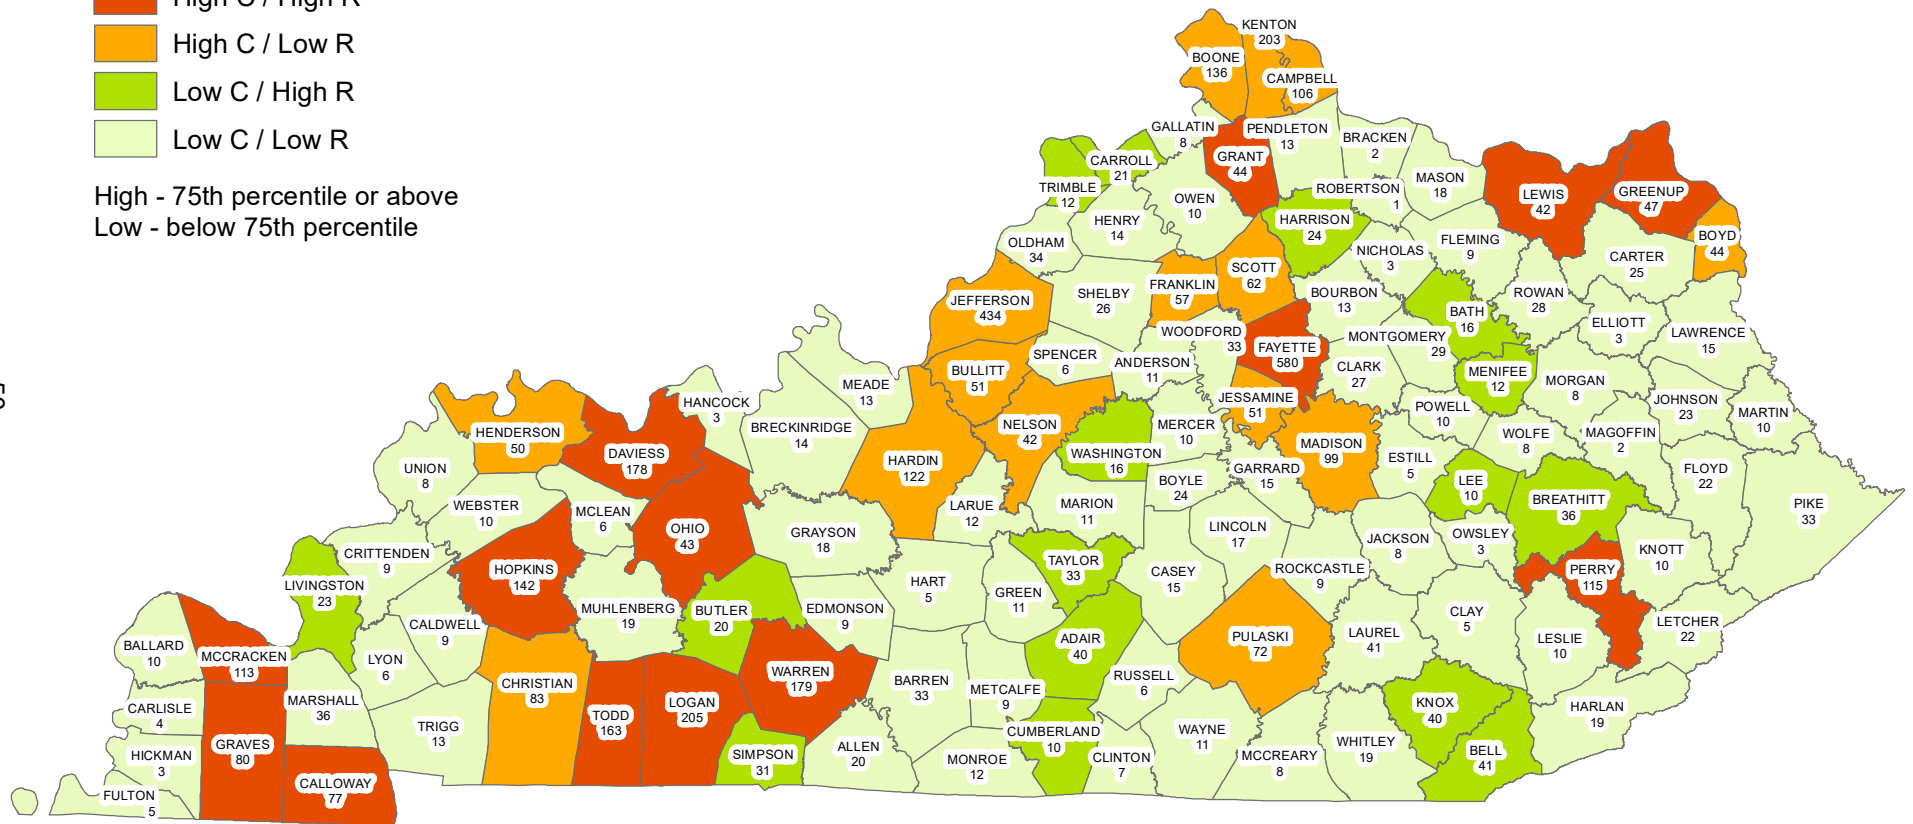 High C / High R
High C / Low R
Low C / High R
Low C / Low R
High - 75th percentile or above
Low - below 75th percentile
KENTON
203
BOONE
136
CAMPBELL
106
GALLATIN
8
PENDLETON
13
BRACKEN
2
GRANT
44
CARROLL
21
TRIMBLE
12
MASON
18
ROBERTSON
1
LEWIS
42
GREENUP
47
OWEN
10
HENRY
14
HARRISON
24
OLDHAM
34
NICHOLAS
3
FLEMING
9
BOYD
44
CARTER
25
SCOTT
62
FRANKLIN
57
SHELBY
26
JEFFERSON
434
BOURBON
13
ROWAN
28
BATH
16
ELLIOTT
3
LAWRENCE
15
WOODFORD
33
MONTGOMERY
29
FAYETTE
580
SPENCER
6
ANDERSON
11
BULLITT
51
CLARK
27
MENIFEE
12
MORGAN
8
MEADE
13
HANCOCK
3
JESSAMINE
51
POWELL
10
JOHNSON
23
MARTIN
10
BRECKINRIDGE
14
NELSON
42
MERCER
10
WOLFE
8
MAGOFFIN
2
HENDERSON
50
MADISON
99
DAVIESS
178
WASHINGTON
16
HARDIN
122
ESTILL
5
UNION
8
GARRARD
15
FLOYD
22
LEE
10
BOYLE
24
BREATHITT
36
PIKE
33
WEBSTER
10
MCLEAN
6
LARUE
12
MARION
11
OHIO
43
GRAYSON
18
LINCOLN
17
JACKSON
8
OWSLEY
3
CRITTENDEN
9
KNOTT
10
TAYLOR
33
HOPKINS
142
CASEY
15
ROCKCASTLE
9
PERRY
115
LIVINGSTON
23
HART
5
GREEN
11
MUHLENBERG
19
BUTLER
20
EDMONSON
9
CALDWELL
9
CLAY
5
LETCHER
22
ADAIR
40
PULASKI
72
LAUREL
41
LESLIE
10
BALLARD
10
MCCRACKEN
113
LYON
6
WARREN
179
RUSSELL
6
BARREN
33
CHRISTIAN
83
METCALFE
9
MARSHALL
36
CARLISLE
4
LOGAN
205
TODD
163
KNOX
40
HARLAN
19
TRIGG
13
CUMBERLAND
10
WAYNE
11
WHITLEY
19
GRAVES
80
ALLEN
20
BELL
41
HICKMAN
3
SIMPSON
31
MONROE
12
CLINTON
7
MCCREARY
8
CALLOWAY
77
FULTON
5